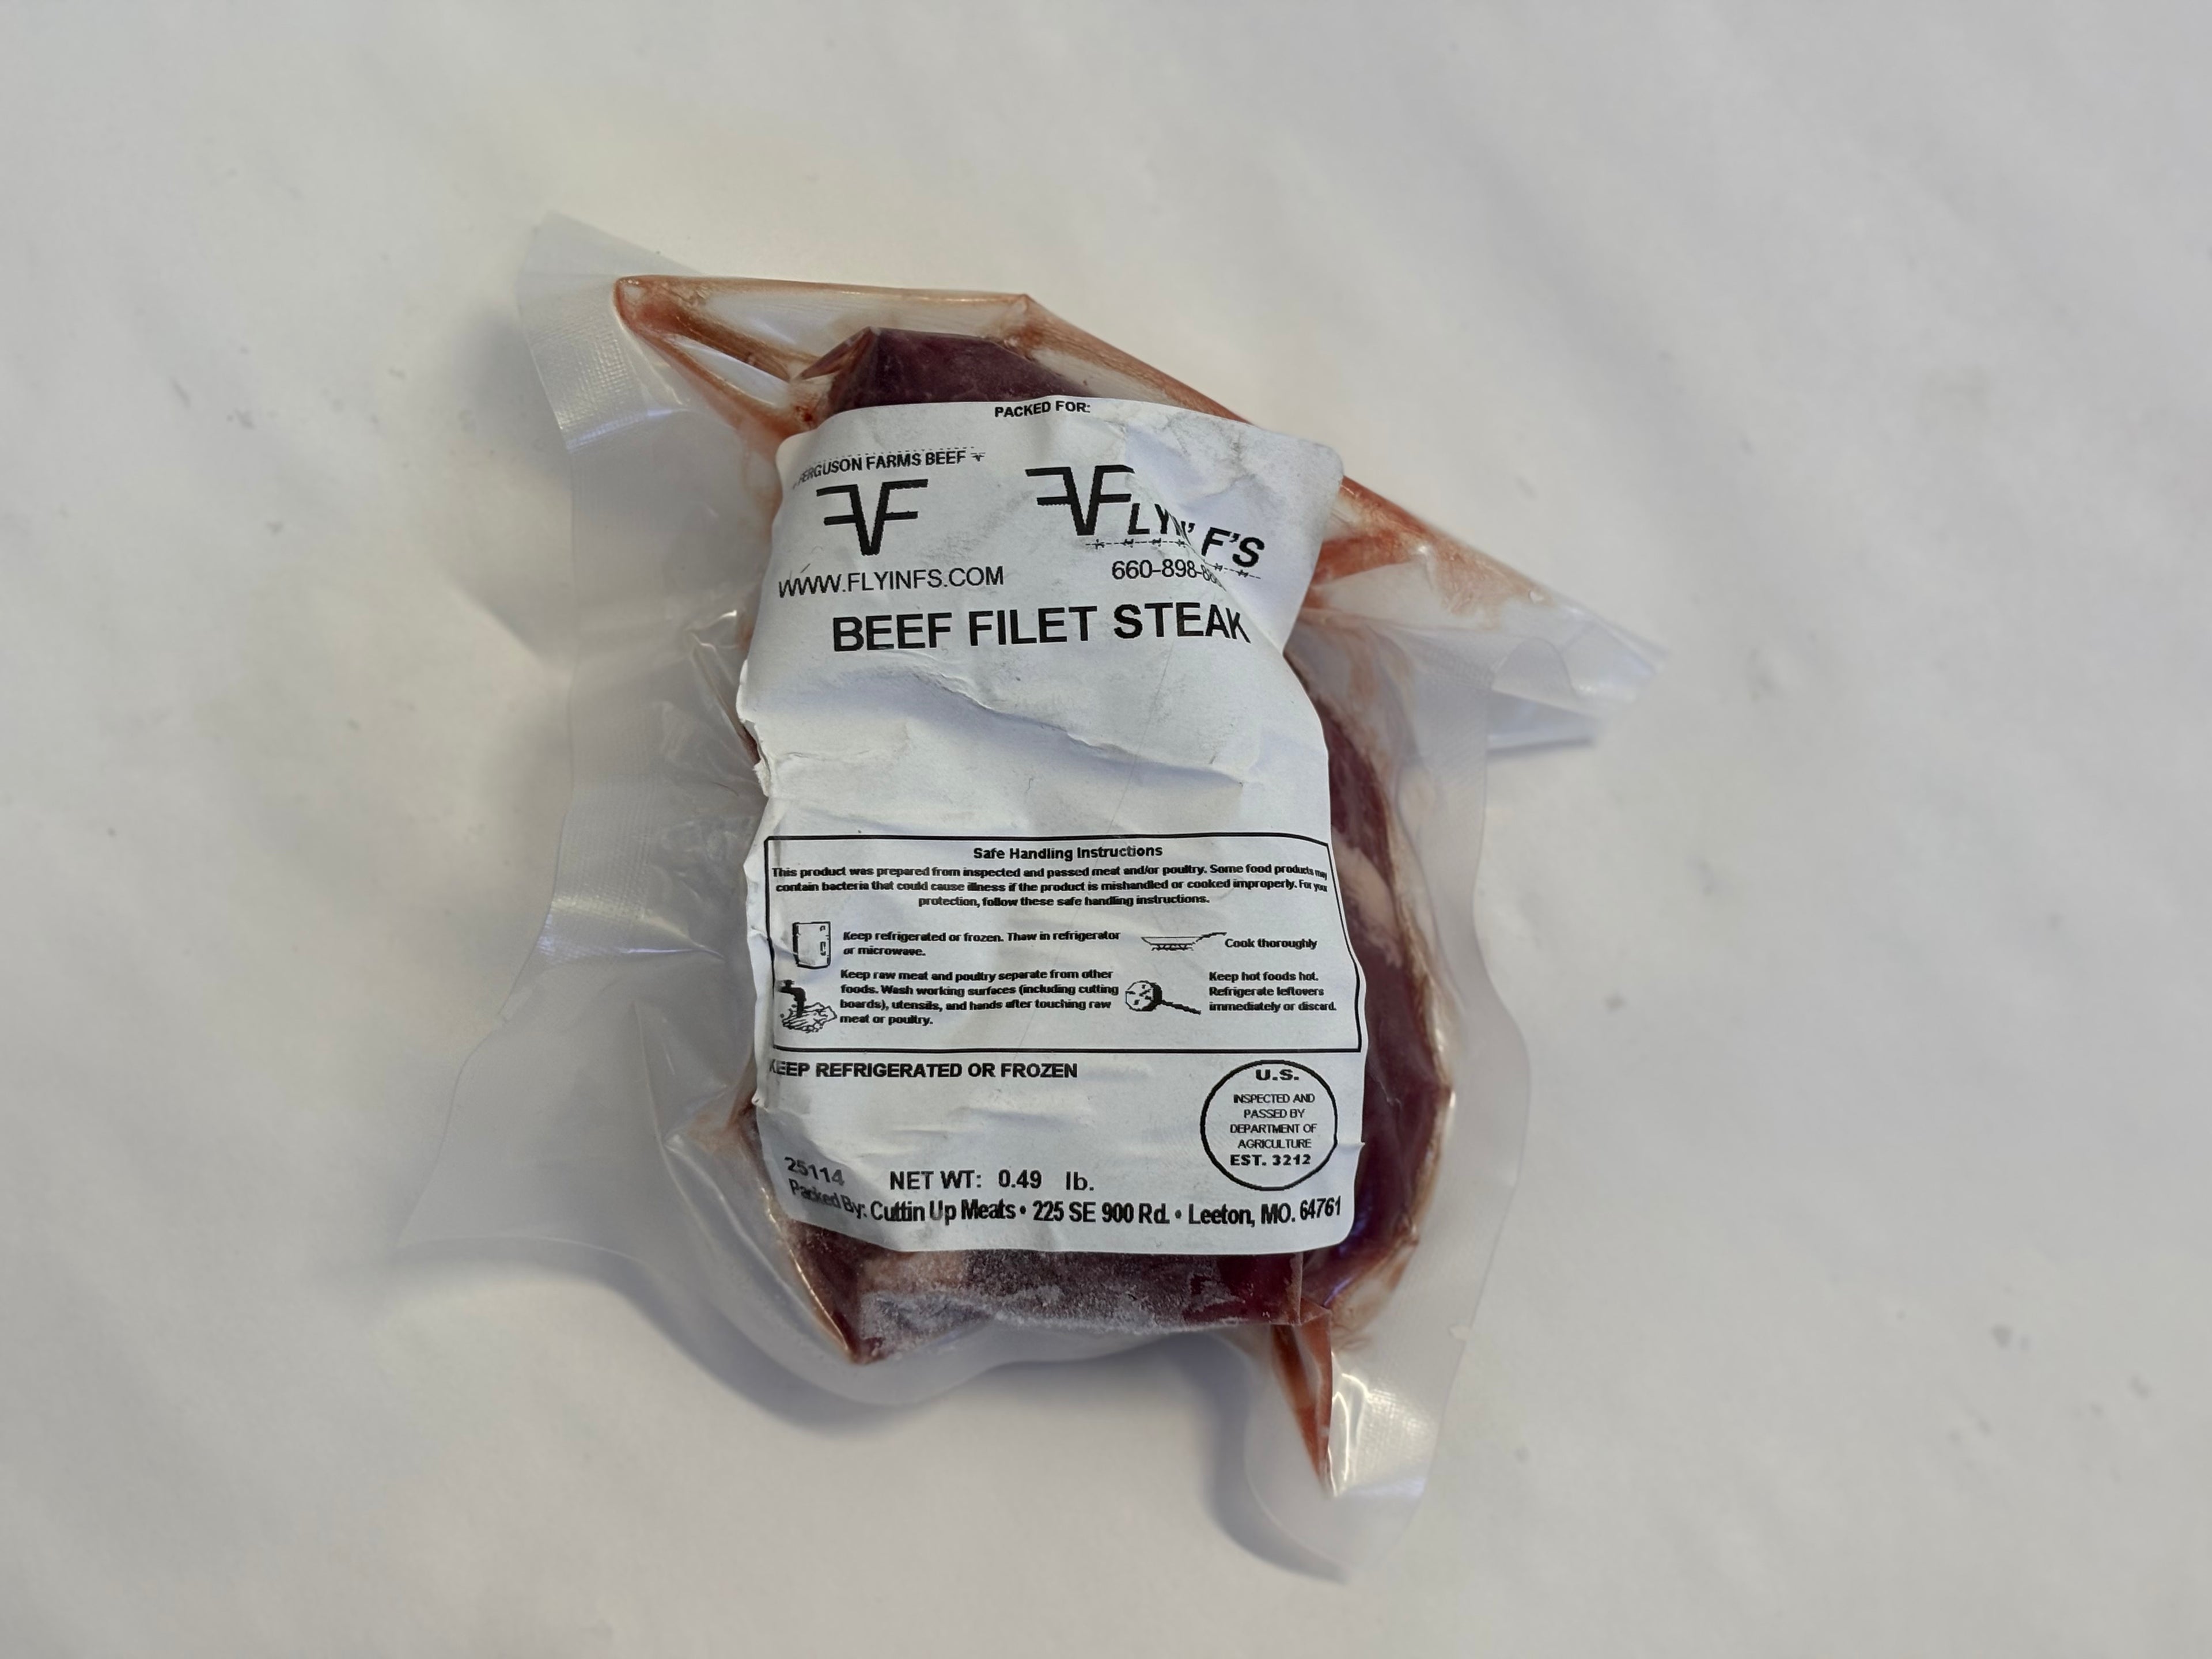 PACKED FOR:
FERGUSON FARMS BEEF
FF
FLYIN' F'S
WWW.FLYINFS.COM
660-898-
BEEF FILET STEAK
Safe Handling Instructions
This product was prepared from inspected and passed meat and/or poultry. Some food products may
contain bacteria that could cause illness if the product is mishandled or cooked improperly. For your
protection, follow these safe handling instructions.
Keep refrigerated or frozen. Thaw in refrigerator
or microwave.
Cook thoroughly
Keep raw meat and poultry separate from other
foods. Wash working surfaces (including cutting
boards), utensils, and hands after touching raw
meat or poultry.
Keep hot foods hot.
Refrigerate leftovers
immediately or discard.
KEEP REFRIGERATED OR FROZEN
U.S.
INSPECTED AND
PASSED BY
DEPARTMENT OF
AGRICULTURE
EST. 3212
25114
NET WT: 0.49 lb.
Packed By: Cuttin Up Meats • 225 SE 900 Rd. • Leeton, MO. 64761